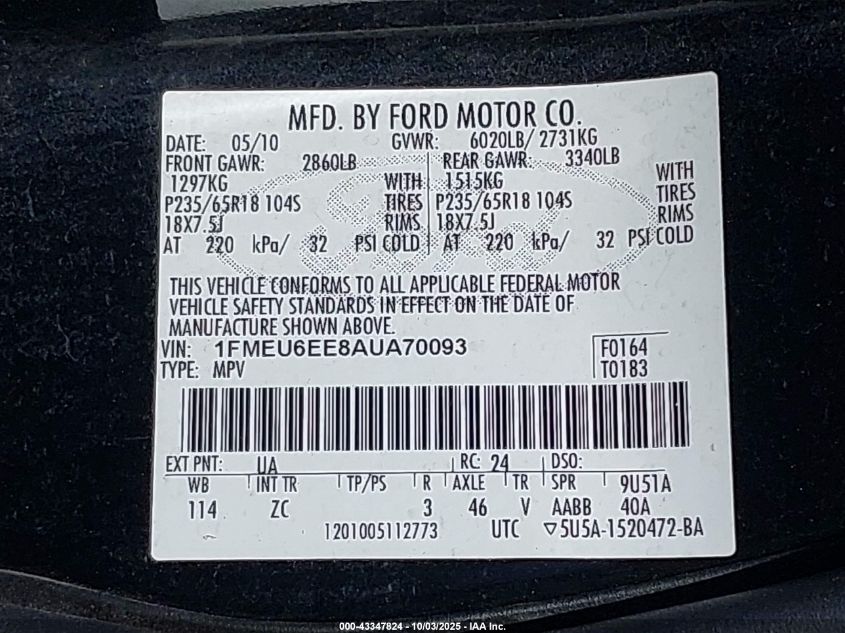 MFD. BY FORD MOTOR CO.
DATE: 05/10 GVWR: 6020LB/ 2731KG
FRONT GAWR: 2860LB REAR GAWR: 3340LB
1297KG WITH 1515KG WITH
P235/65R18 104S TIRES P235/65R18 104S TIRES
18X7.5J RIMS 18X7.5J RIMS
AT 220 kPa/ 32 PSI COLD AT 220 kPa/ 32 PSI COLD
THIS VEHICLE CONFORMS TO ALL APPLICABLE FEDERAL MOTOR
VEHICLE SAFETY STANDARDS IN EFFECT ON THE DATE OF
MANUFACTURE SHOWN ABOVE.
VIN: 1FMEU6EE8AUA70093 F0164
TYPE: MPV T0183
EXT PNT: UA RC: 24 DSO:
WB INT TR TP/PS R AXLE TR SPR 9U51A
114 ZC 3 46 V AABB 40A
1201005112773 UTC ▽5U5A-1520472-BA
000-43347824 - 10/03/2025 - IAA Inc.